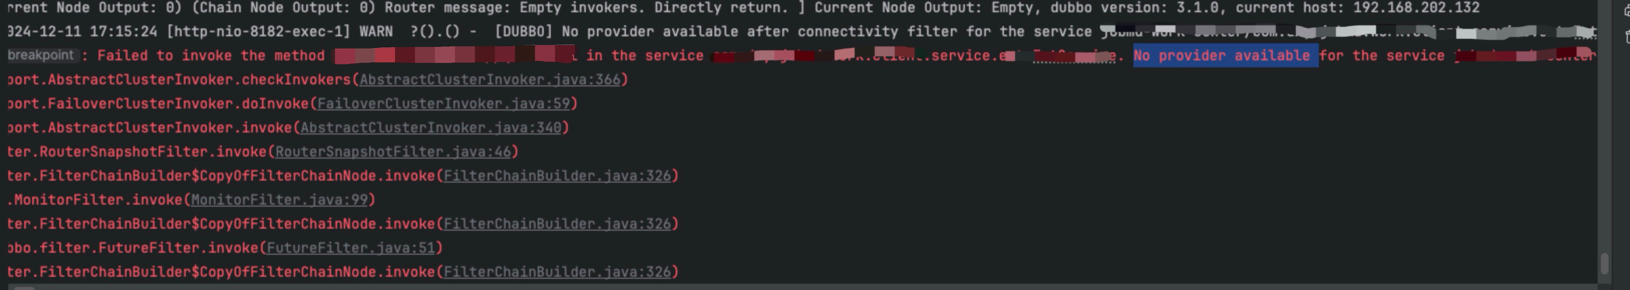 rrent Node Output: 0) (Chain Node Output: 0) Router message: Empty invokers. Directly return. ] Current Node Output: Empty, dubbo version: 3.1.0, current host: 192.168.202.132
024-12-11 17:15:24 [http-nio-8182-exec-1] WARN  ?().() -  [DUBBO] No provider available after connectivity filter for the service
breakpoint : Failed to invoke the method in the service .service. No provider available for the service
port.AbstractClusterInvoker.checkInvokers(AbstractClusterInvoker.java:366)
port.FailoverClusterInvoker.doInvoke(FailoverClusterInvoker.java:59)
port.AbstractClusterInvoker.invoke(AbstractClusterInvoker.java:340)
ter.RouterSnapshotFilter.invoke(RouterSnapshotFilter.java:46)
ter.FilterChainBuilder$CopyOfFilterChainNode.invoke(FilterChainBuilder.java:326)
.MonitorFilter.invoke(MonitorFilter.java:99)
ter.FilterChainBuilder$CopyOfFilterChainNode.invoke(FilterChainBuilder.java:326)
bbo.filter.FutureFilter.invoke(FutureFilter.java:51)
ter.FilterChainBuilder$CopyOfFilterChainNode.invoke(FilterChainBuilder.java:326)